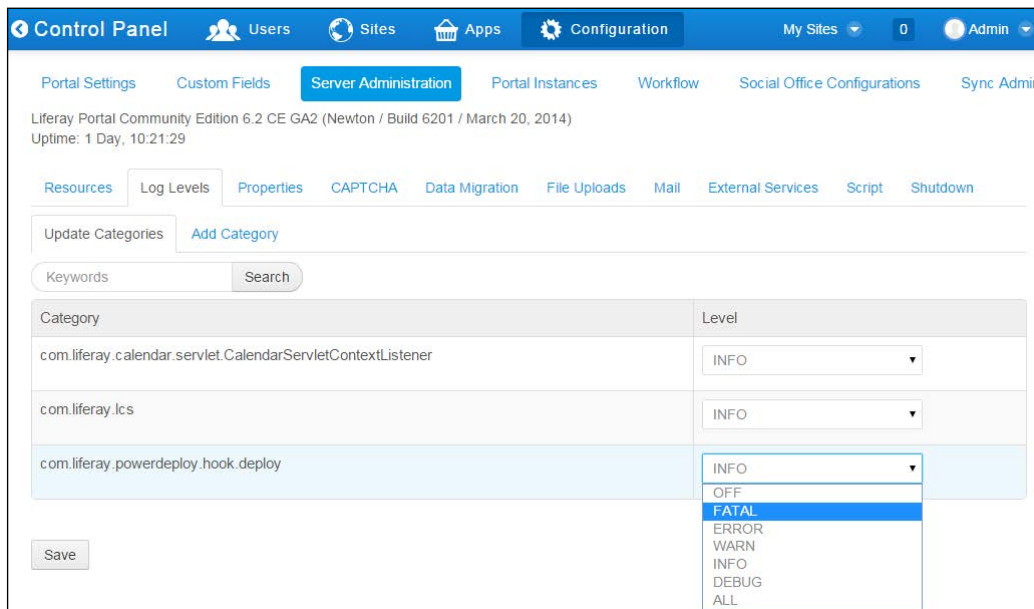 Control Panel Users Sites Apps Configuration My Sites 0 Admin
Portal Settings Custom Fields Server Administration Portal Instances Workflow Social Office Configurations Sync Admi
Liferay Portal Community Edition 6.2 CE GA2 (Newton / Build 6201 / March 20, 2014)
Uptime: 1 Day, 10:21:29
Resources Log Levels Properties CAPTCHA Data Migration File Uploads Mail External Services Script Shutdown
Update Categories Add Category
Keywords Search
Category Level
com.liferay.calendar.servlet.CalendarServletContextListener INFO
com.liferay.lcs INFO
com.liferay.powerdeploy.hook.deploy INFO
OFF
FATAL
ERROR
WARN
INFO
DEBUG
ALL
Save